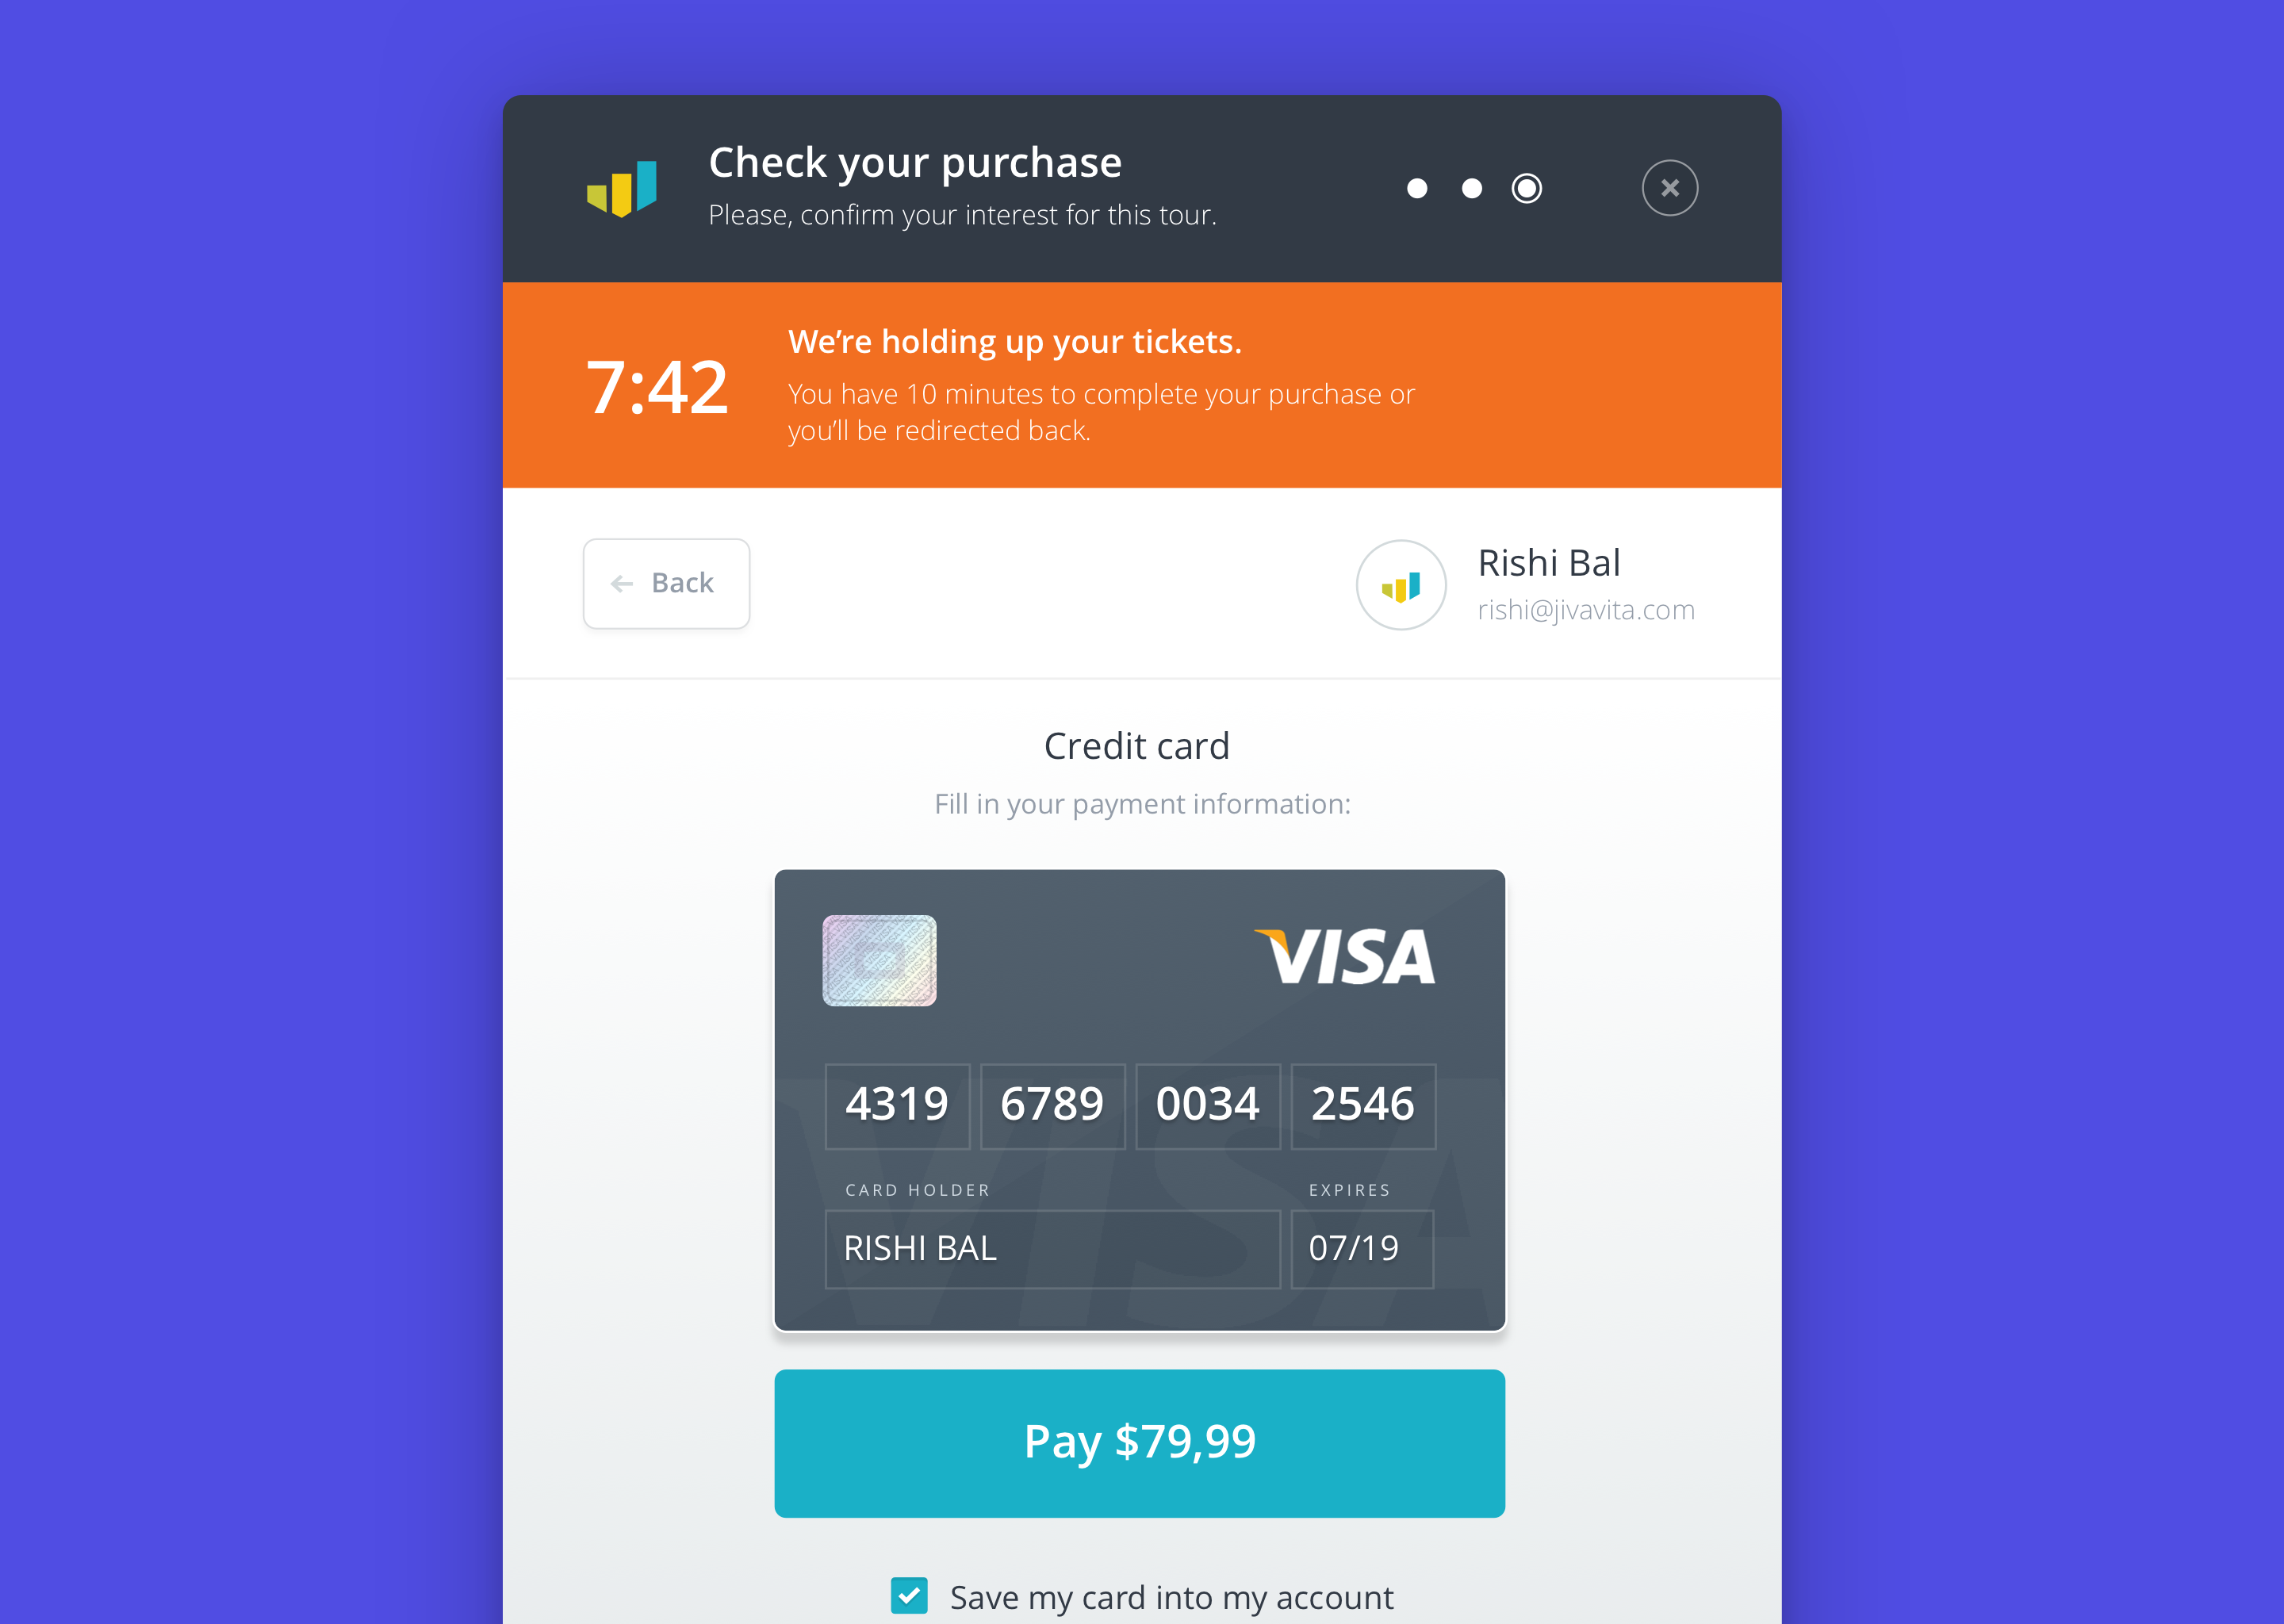 Check your purchase
Please, confirm your interest for this tour.
7:42
We’re holding up your tickets.
You have 10 minutes to complete your purchase or
you’ll be redirected back.
Back
Rishi Bal
rishi@jivavita.com
Credit card
Fill in your payment information:
VISA
4319 6789 0034 2546
CARD HOLDER EXPIRES
RISHI BAL 07/19
VISA
Pay $79,99
Save my card into my account